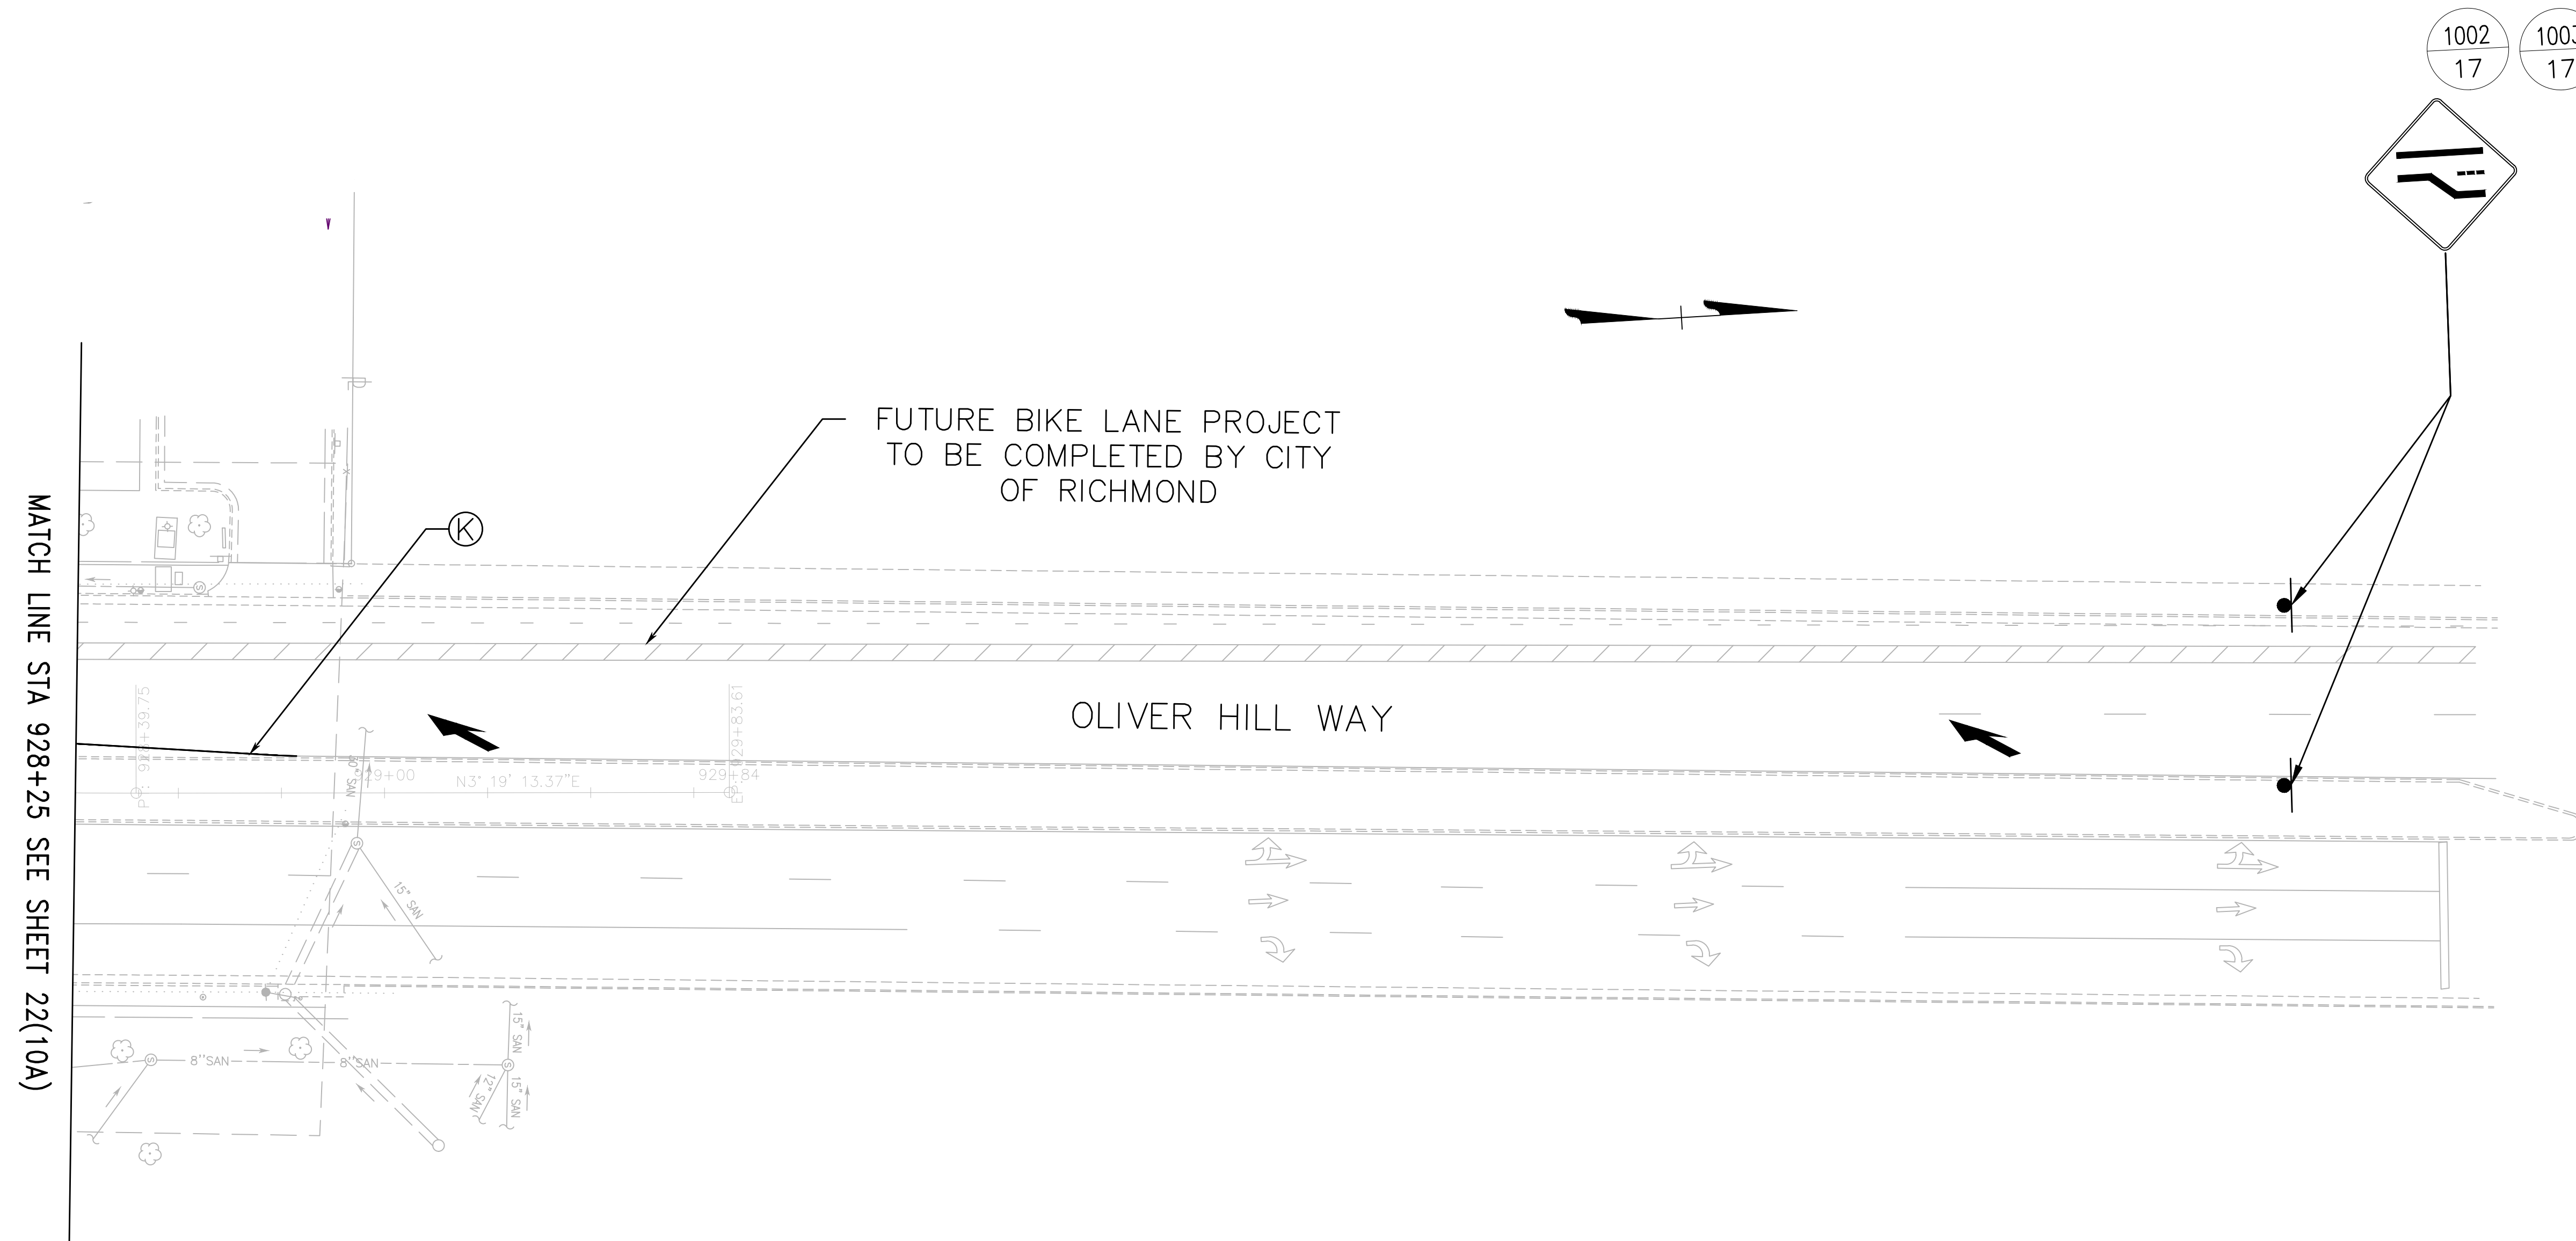 1002
17
1003
17
FUTURE BIKE LANE PROJECT
TO BE COMPLETED BY CITY
OF RICHMOND
K
MATCH LINE STA 928+25 SEE SHEET 22(10A)
OLIVER HILL WAY
929+00
N3° 19' 13.37"E
929+84
15" SAN
S
S
S
S
8''SAN
8''SAN
15" SAN
12" SAN
15" SAN